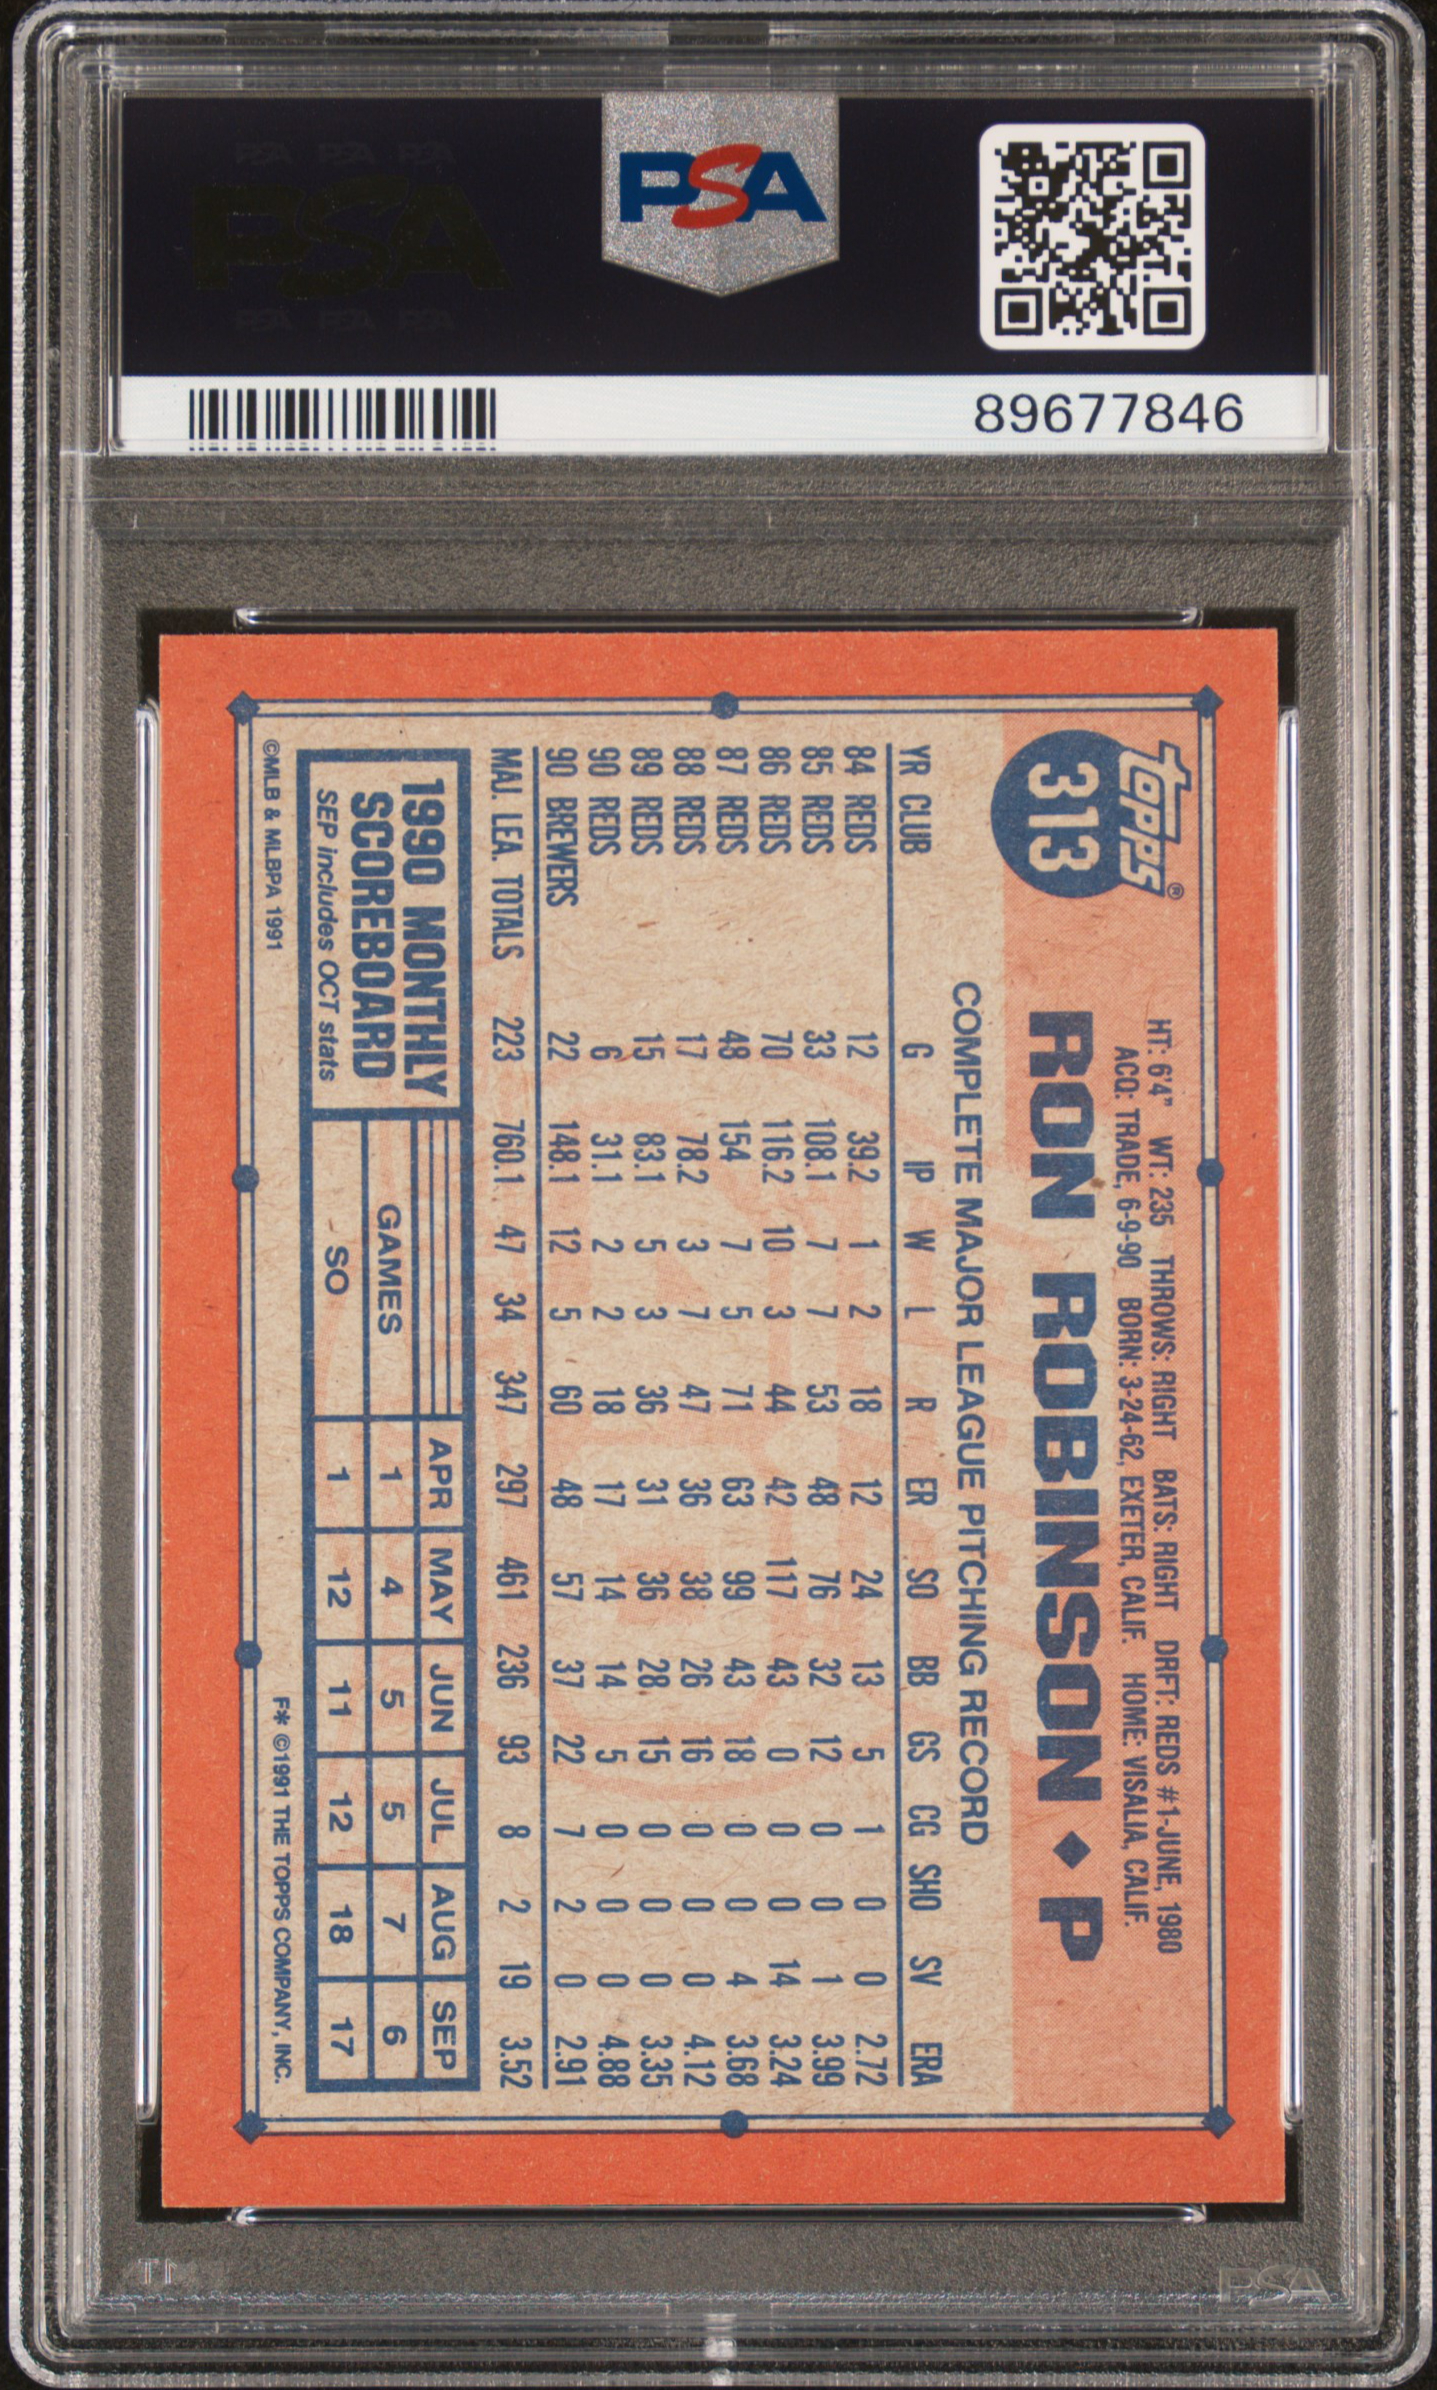 PSA PSA PSA
PSA
PSA PSA PSA
PSA
89677846
topps®
313
HT: 6'4" WT: 235 THROWS: RIGHT BATS: RIGHT DRFT: REDS #1-JUNE, 1980
ACQ: TRADE, 6-9-90 BORN: 3-24-62, EXETER, CALIF. HOME: VISALIA, CALIF.
RON ROBINSON ♦ P
COMPLETE MAJOR LEAGUE PITCHING RECORD
YR CLUB G IP W L R ER SO BB GS CG SHO SV ERA
84 REDS 12 39.2 1 2 18 12 24 13 5 1 0 0 2.72
85 REDS 33 108.1 7 7 53 48 76 32 12 0 0 1 3.99
86 REDS 70 116.2 10 3 44 42 117 43 0 0 0 14 3.24
87 REDS 48 154 7 5 71 63 99 43 18 0 0 4 3.68
88 REDS 17 78.2 3 7 47 36 38 26 16 0 0 0 4.12
89 REDS 15 83.1 5 3 36 31 36 28 15 0 0 0 3.35
90 REDS 6 31.1 2 2 18 17 14 14 5 0 0 0 4.88
90 BREWERS 22 148.1 12 5 60 48 57 37 22 7 2 0 2.91
MAJ. LEA. TOTALS 223 760.1 47 34 347 297 461 236 93 8 2 19 3.52
1990 MONTHLY
SCOREBOARD
SEP includes OCT stats
APR MAY JUN JUL AUG SEP
GAMES 1 4 5 5 7 6
SO 1 12 11 12 18 17
©MLB & MLBPA 1991
F* ©1991 THE TOPPS COMPANY, INC.
PSA